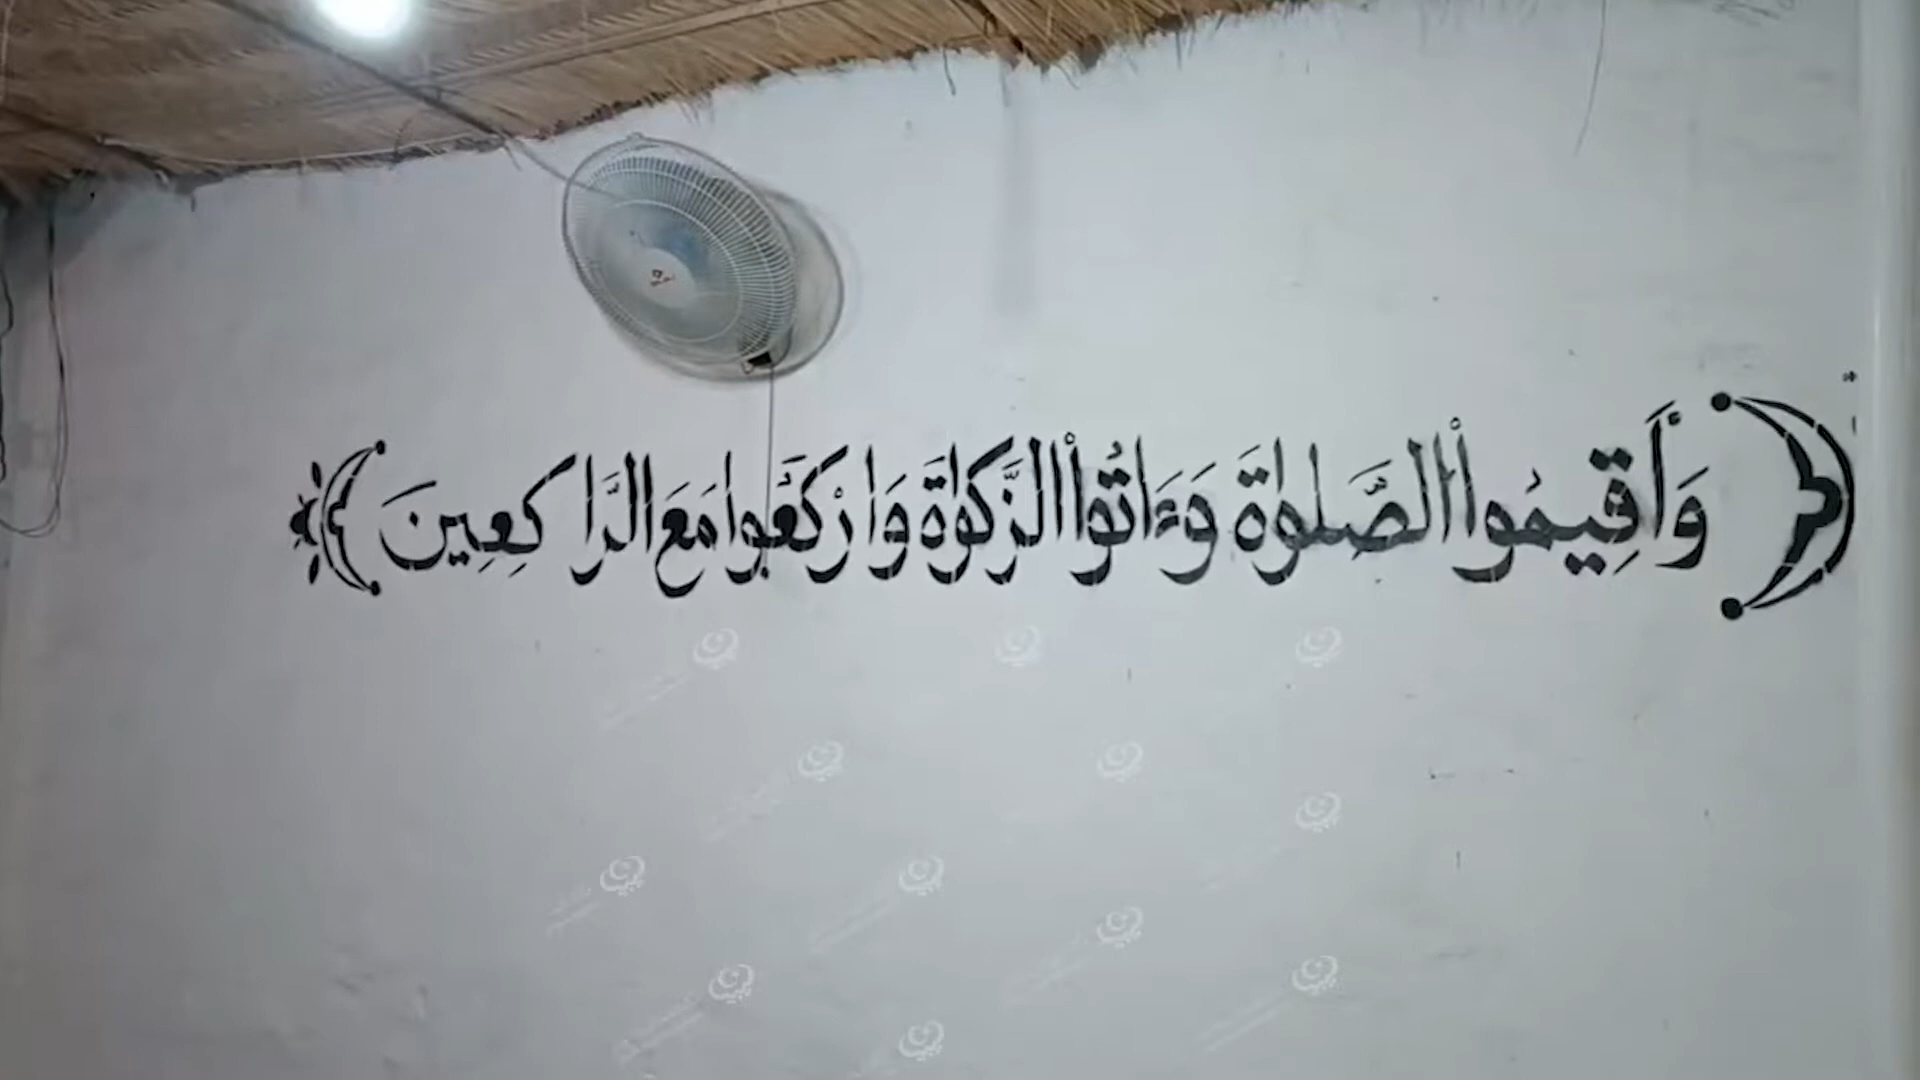 ﴿وَأَقِيمُواْ الصَّلَوٰةَ وَءَاتُواْ الزَّكَوٰةَ وَارْكَعُوا مَعَ الرَّاكِعِينَ﴾